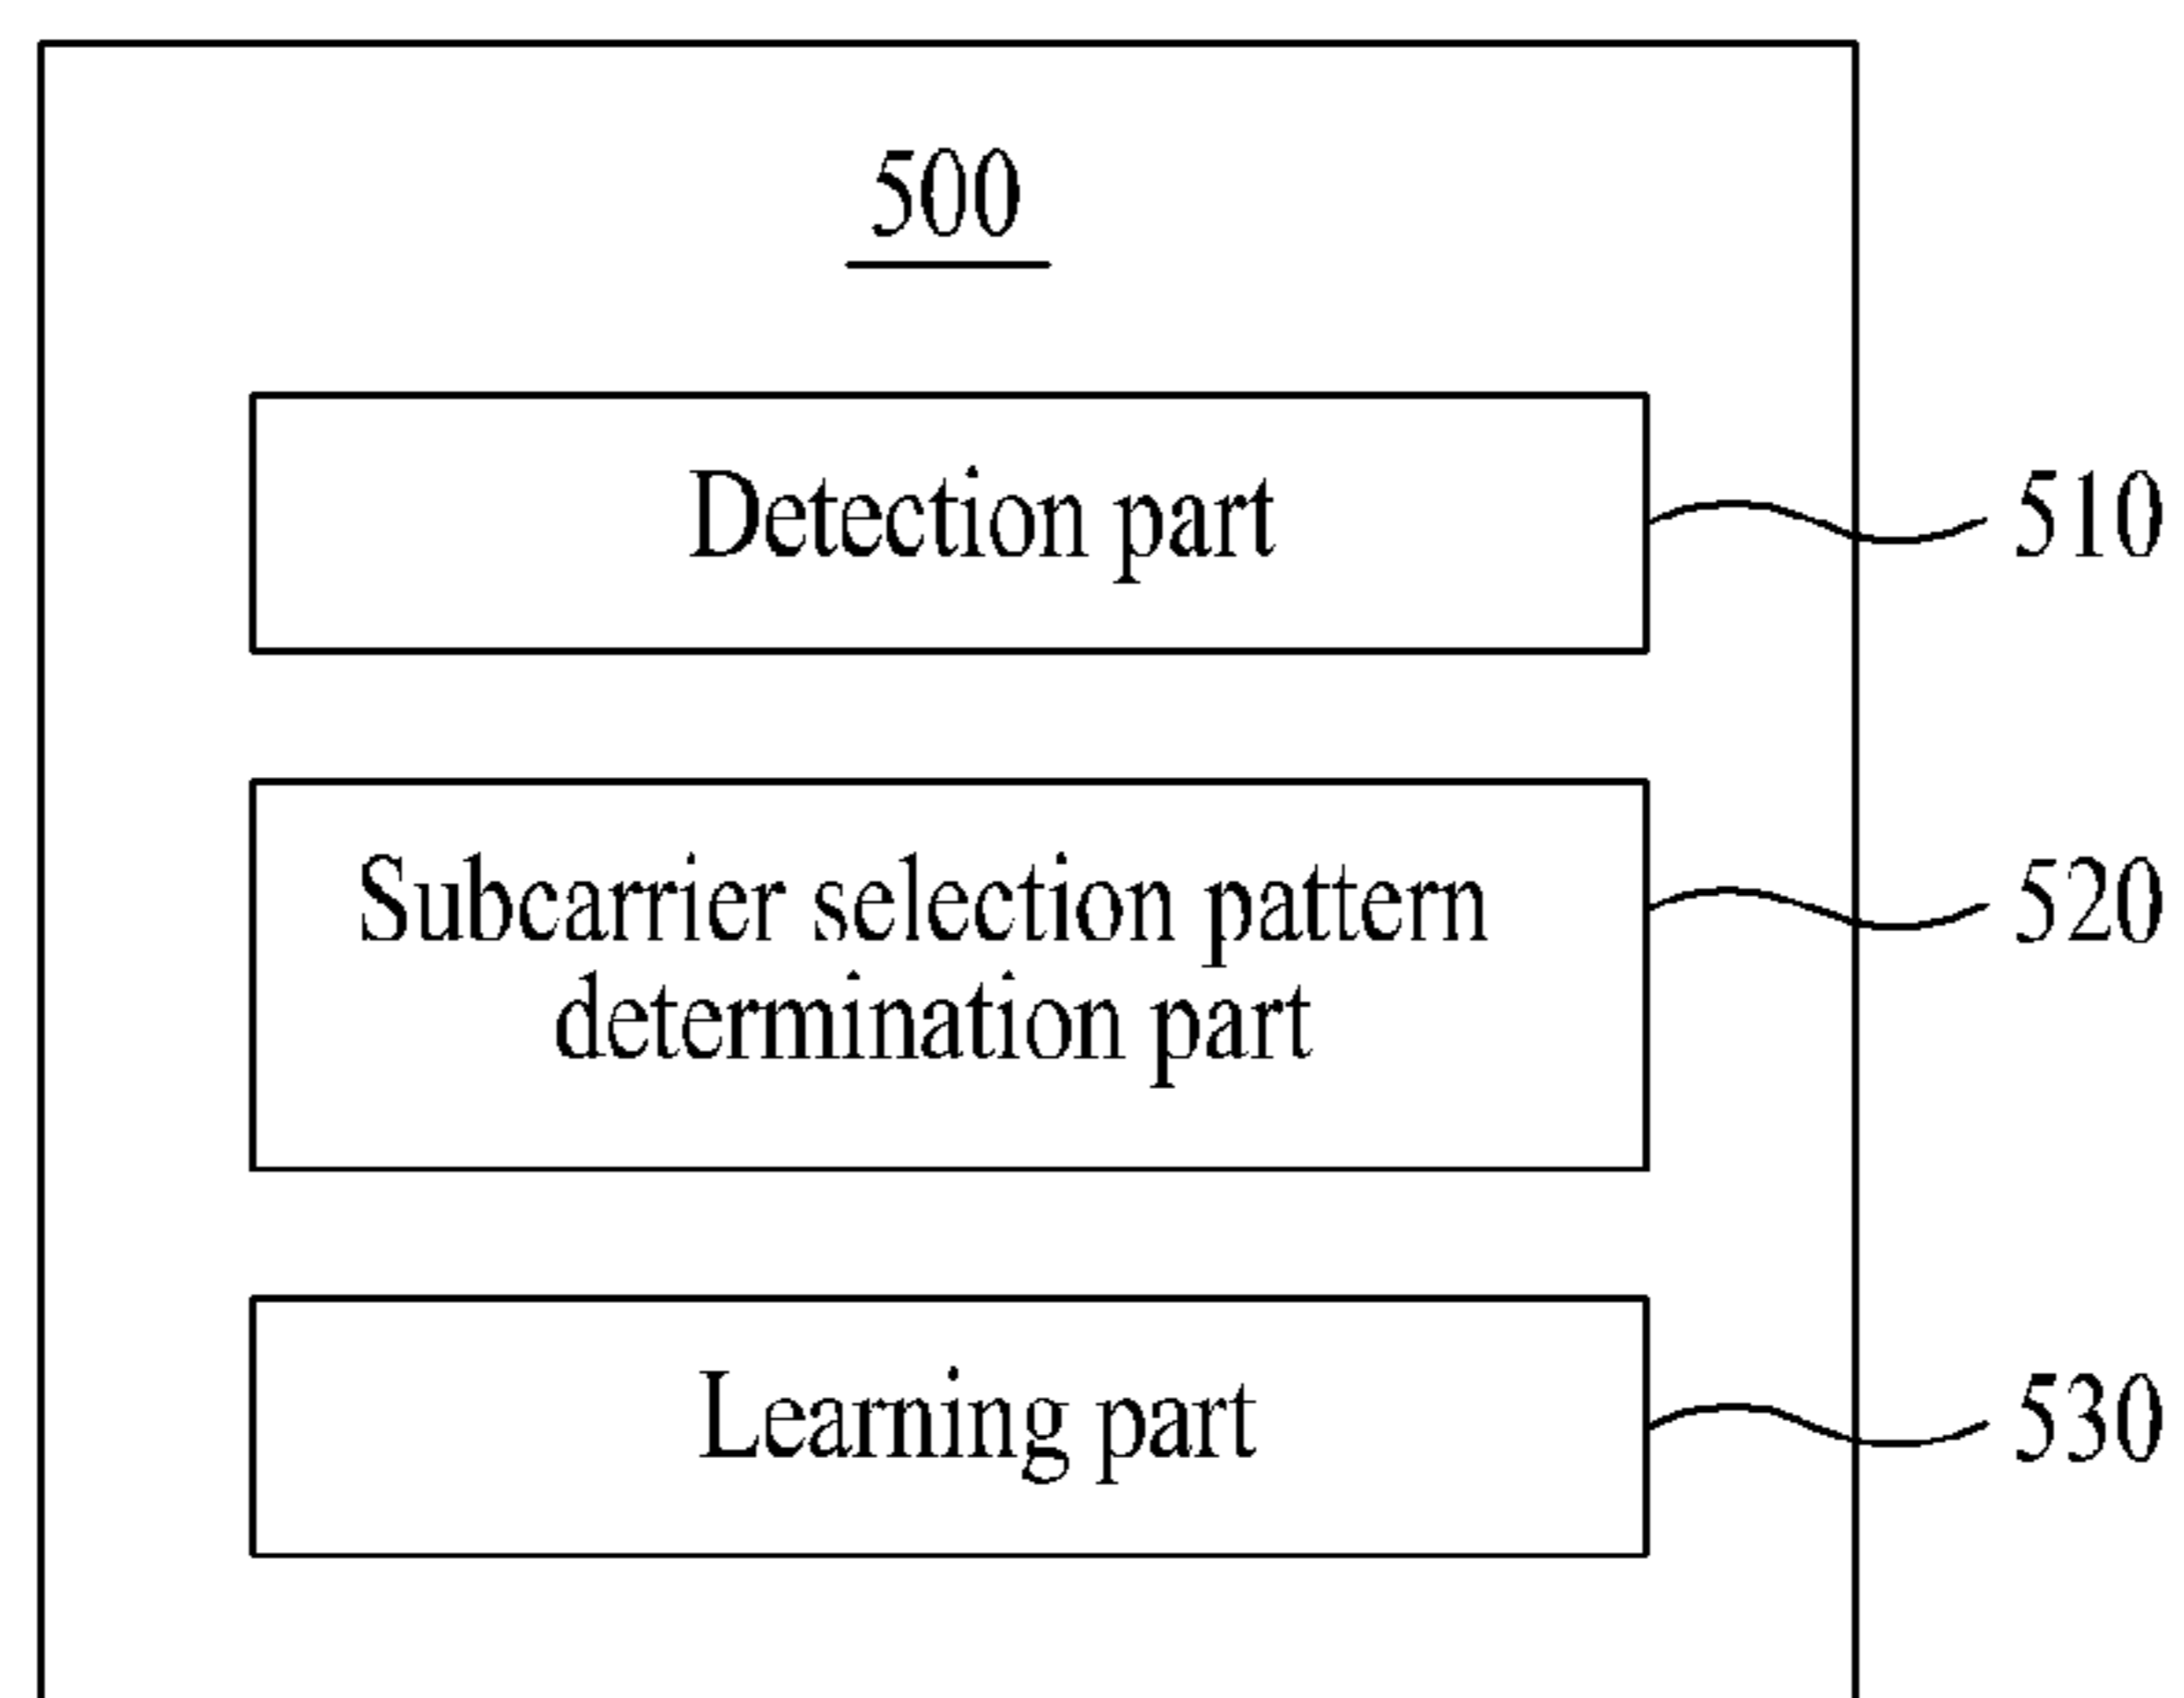 500
Detection part
510
Subcarrier selection pattern
determination part
520
Learning part
530